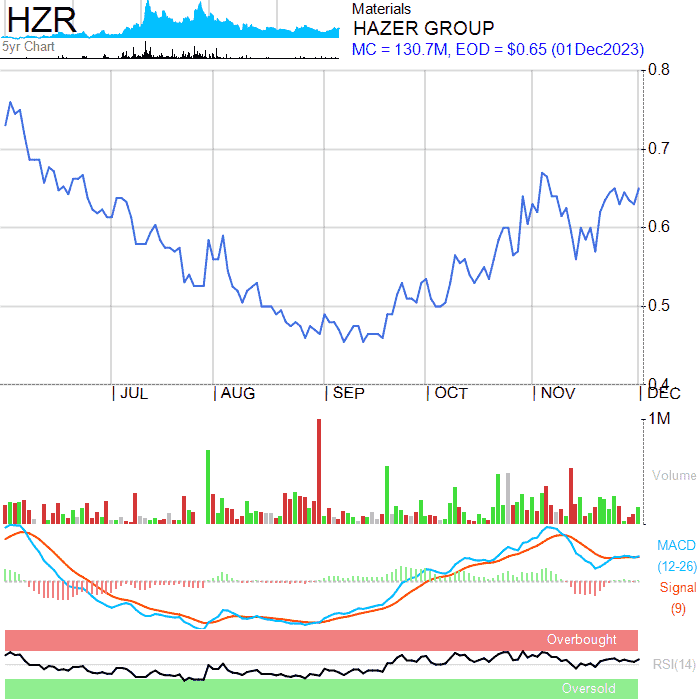 HZR
5yr Chart
Materials
HAZER GROUP
MC = 130.7M, EOD = $0.65 (01Dec2023)
0.8
0.7
0.6
0.5
0.4
JUL AUG SEP OCT NOV DEC
1M
Volume
MACD
(12-26)
Signal
(9)
Overbought
RSI(14)
Oversold